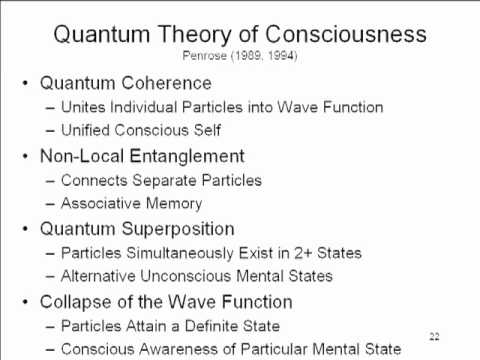 Quantum Theory of Consciousness
Penrose (1989, 1994)
• Quantum Coherence
– Unites Individual Particles into Wave Function
– Unified Conscious Self
• Non-Local Entanglement
– Connects Separate Particles
– Associative Memory
• Quantum Superposition
– Particles Simultaneously Exist in 2+ States
– Alternative Unconscious Mental States
• Collapse of the Wave Function
– Particles Attain a Definite State
22
– Conscious Awareness of Particular Mental State